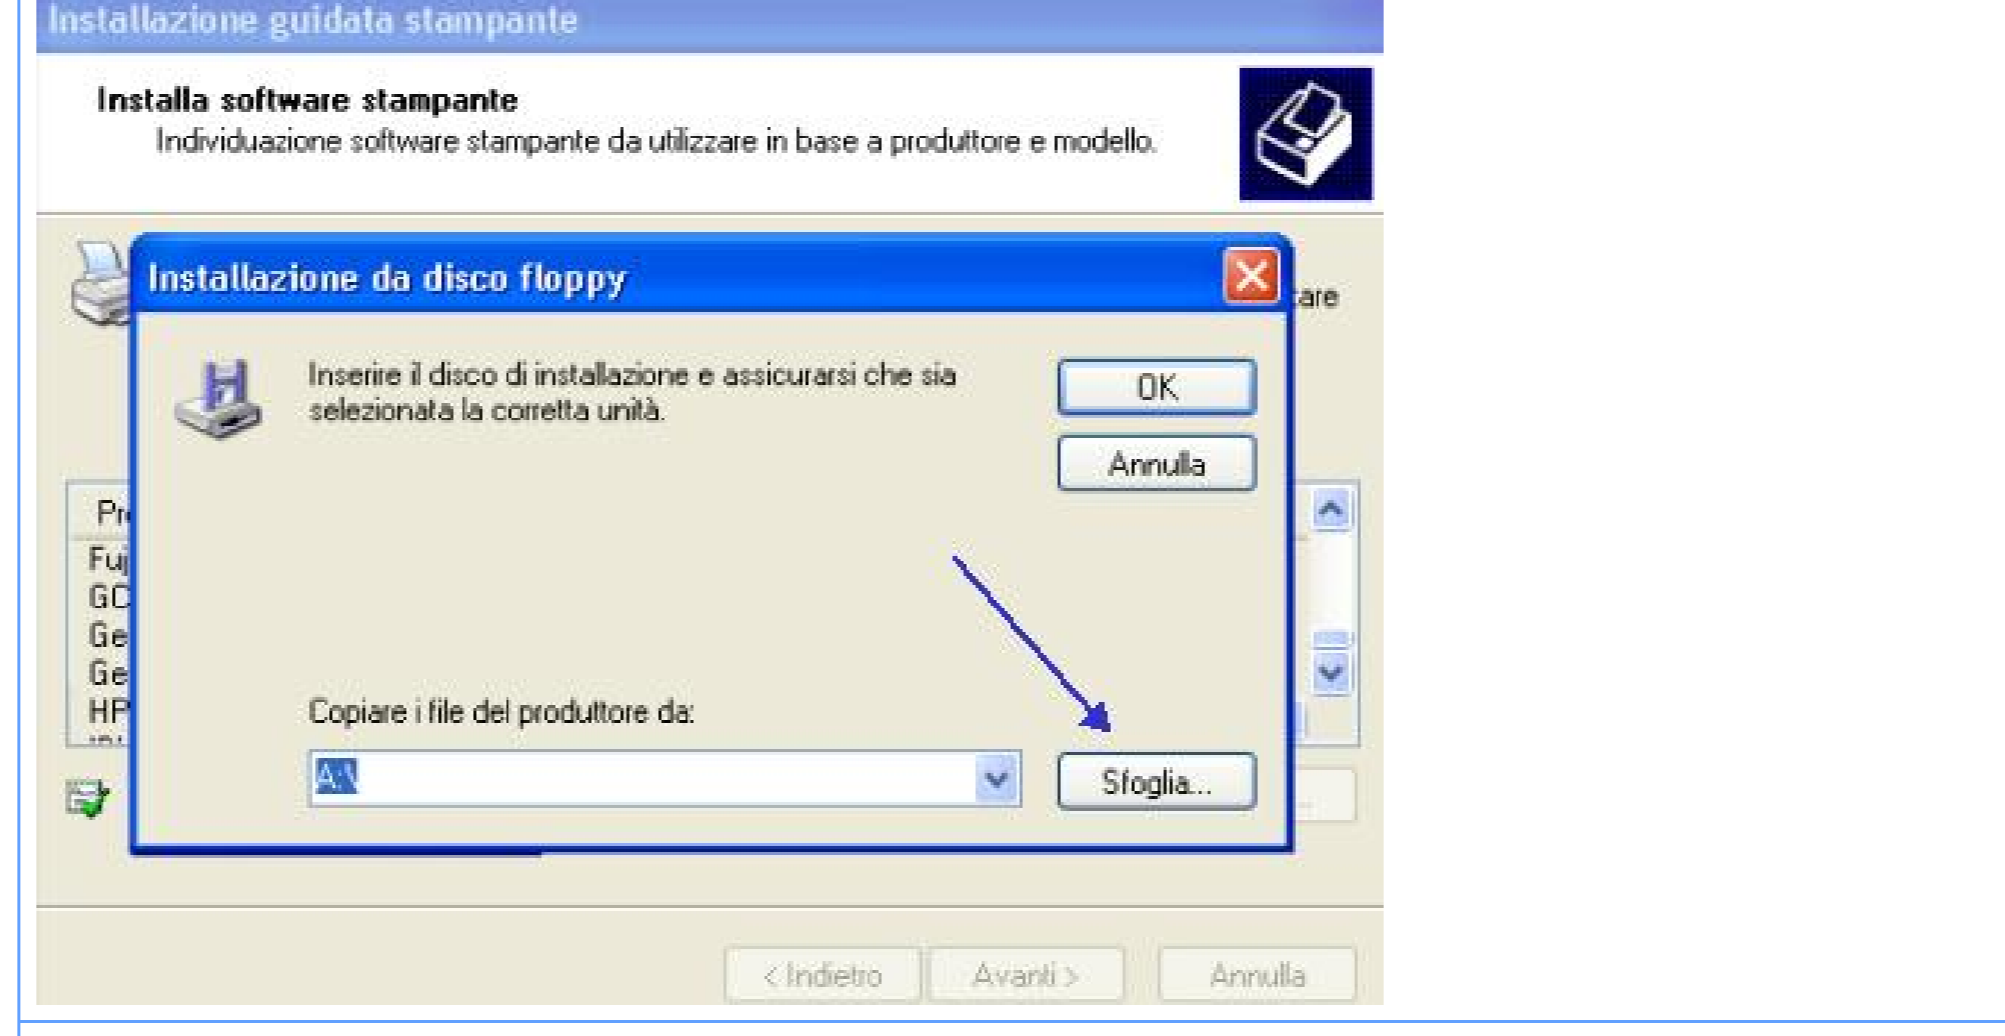 Installazione guidata stampante
Installa software stampante
Individuazione software stampante da utilizzare in base a produttore e modello.
Installazione da disco floppy
Inserire il disco di installazione e assicurarsi che sia
selezionata la corretta unità.
OK
Annulla
Copiare i file del produttore da:
A:\
Sfoglia...
< Indietro
Avanti >
Annulla